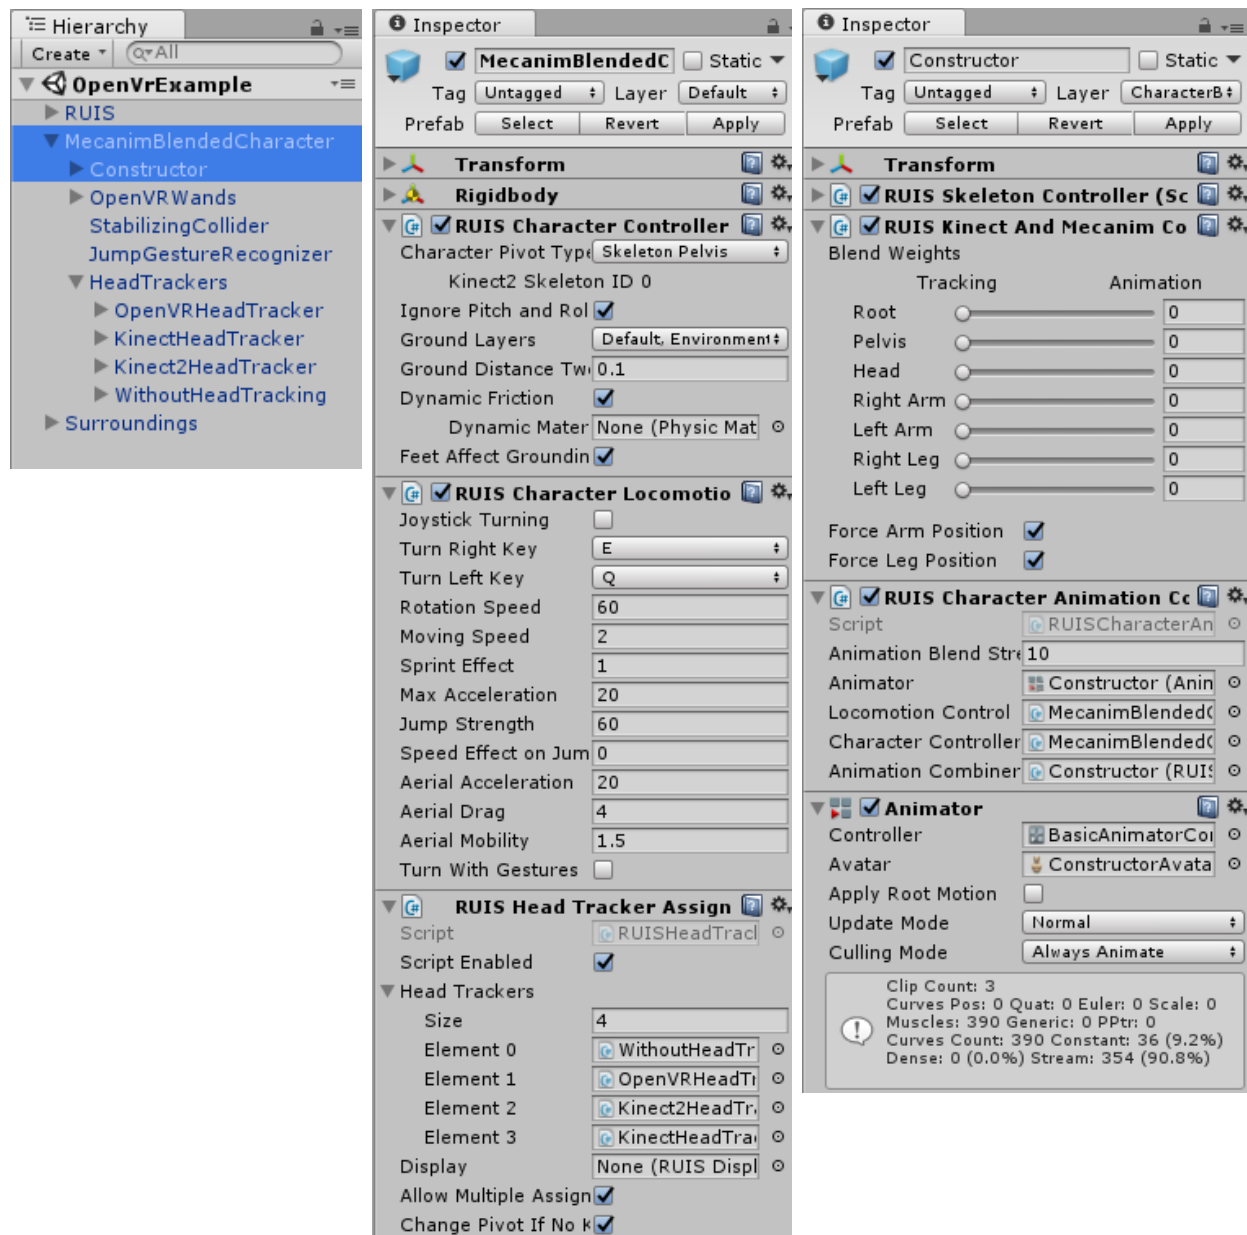 Hierarchy
Create All
OpenVrExample
RUIS
MecanimBlendedCharacter
Constructor
OpenVRWands
StabilizingCollider
JumpGestureRecognizer
HeadTrackers
OpenVRHeadTracker
KinectHeadTracker
Kinect2HeadTracker
WithoutHeadTracking
Surroundings
Inspector
MecanimBlendedC Static
Tag Untagged Layer Default
Prefab Select Revert Apply
Transform
Rigidbody
RUIS Character Controller
Character Pivot Type Skeleton Pelvis
Kinect2 Skeleton ID 0
Ignore Pitch and Rol
Ground Layers Default, Environment
Ground Distance Tw 0.1
Dynamic Friction
Dynamic Mater None (Physic Mat
Feet Affect Groundin
RUIS Character Locomotio
Joystick Turning
Turn Right Key E
Turn Left Key Q
Rotation Speed 60
Moving Speed 2
Sprint Effect 1
Max Acceleration 20
Jump Strength 60
Speed Effect on Jum 0
Aerial Acceleration 20
Aerial Drag 4
Aerial Mobility 1.5
Turn With Gestures
RUIS Head Tracker Assign
Script RUISHeadTracl
Script Enabled
Head Trackers
Size 4
Element 0 WithoutHeadTr
Element 1 OpenVRHeadTr
Element 2 Kinect2HeadTr
Element 3 KinectHeadTra
Display None (RUIS Displ
Allow Multiple Assign
Change Pivot If No K
Inspector
Constructor Static
Tag Untagged Layer CharacterB
Prefab Select Revert Apply
Transform
RUIS Skeleton Controller (Sc
RUIS Kinect And Mecanim Co
Blend Weights
Tracking Animation
Root 0
Pelvis 0
Head 0
Right Arm 0
Left Arm 0
Right Leg 0
Left Leg 0
Force Arm Position
Force Leg Position
RUIS Character Animation Cc
Script RUISCharacterAn
Animation Blend Stre 10
Animator Constructor (Anin
Locomotion Control MecanimBlended(
Character Controller MecanimBlended(
Animation Combiner Constructor (RUIS
Animator
Controller BasicAnimatorCor
Avatar ConstructorAvata
Apply Root Motion
Update Mode Normal
Culling Mode Always Animate
Clip Count: 3
Curves Pos: 0 Quat: 0 Euler: 0 Scale: 0
Muscles: 390 Generic: 0 PPtr: 0
Curves Count: 390 Constant: 36 (9.2%)
Dense: 0 (0.0%) Stream: 354 (90.8%)